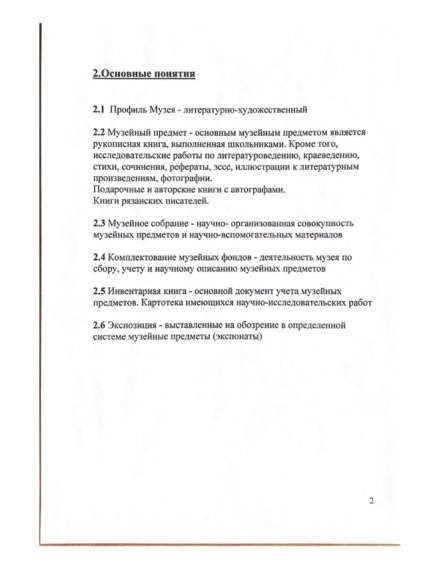 2.Основные понятия
2.1 Профиль Музея - литературно-художественный
2.2 Музейный предмет - основным музейным предметом является
рукописная книга, выполненная школьниками. Кроме того,
исследовательские работы по литературоведению, краеведению,
стихи, сочинения, рефераты, эссе, иллюстрации к литературным
произведениям, фотографии.
Подарочные и авторские книги с автографами.
Книги рязанских писателей.
2.3 Музейное собрание - научно- организованная совокупность
музейных предметов и научно-вспомогательных материалов
2.4 Комплектование музейных фондов - деятельность музея по
сбору, учету и научному описанию музейных предметов
2.5 Инвентарная книга - основной документ учета музейных
предметов. Картотека имеющихся научно-исследовательских работ
2.6 Экспозиция - выставленные на обозрение в определенной
системе музейные предметы (экспонаты)
2